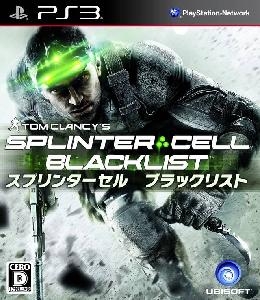 PS3
PlayStation Network
TOM CLANCY'S
SPLINTER CELL
BLACKLIST
スプリンターセル ブラックリスト
CERO
D
UBISOFT